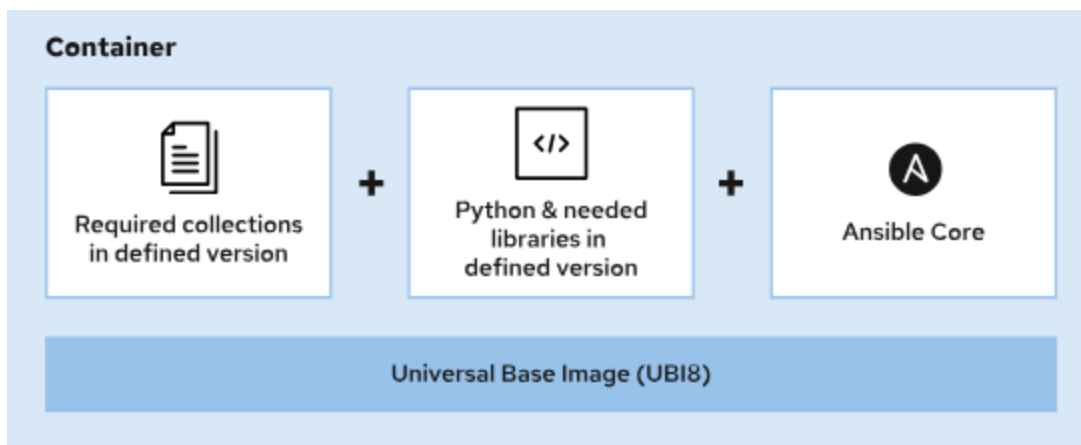 Container
Required collections
in defined version
+
</>
Python & needed
libraries in
defined version
+
Ansible Core
Universal Base Image (UBI8)